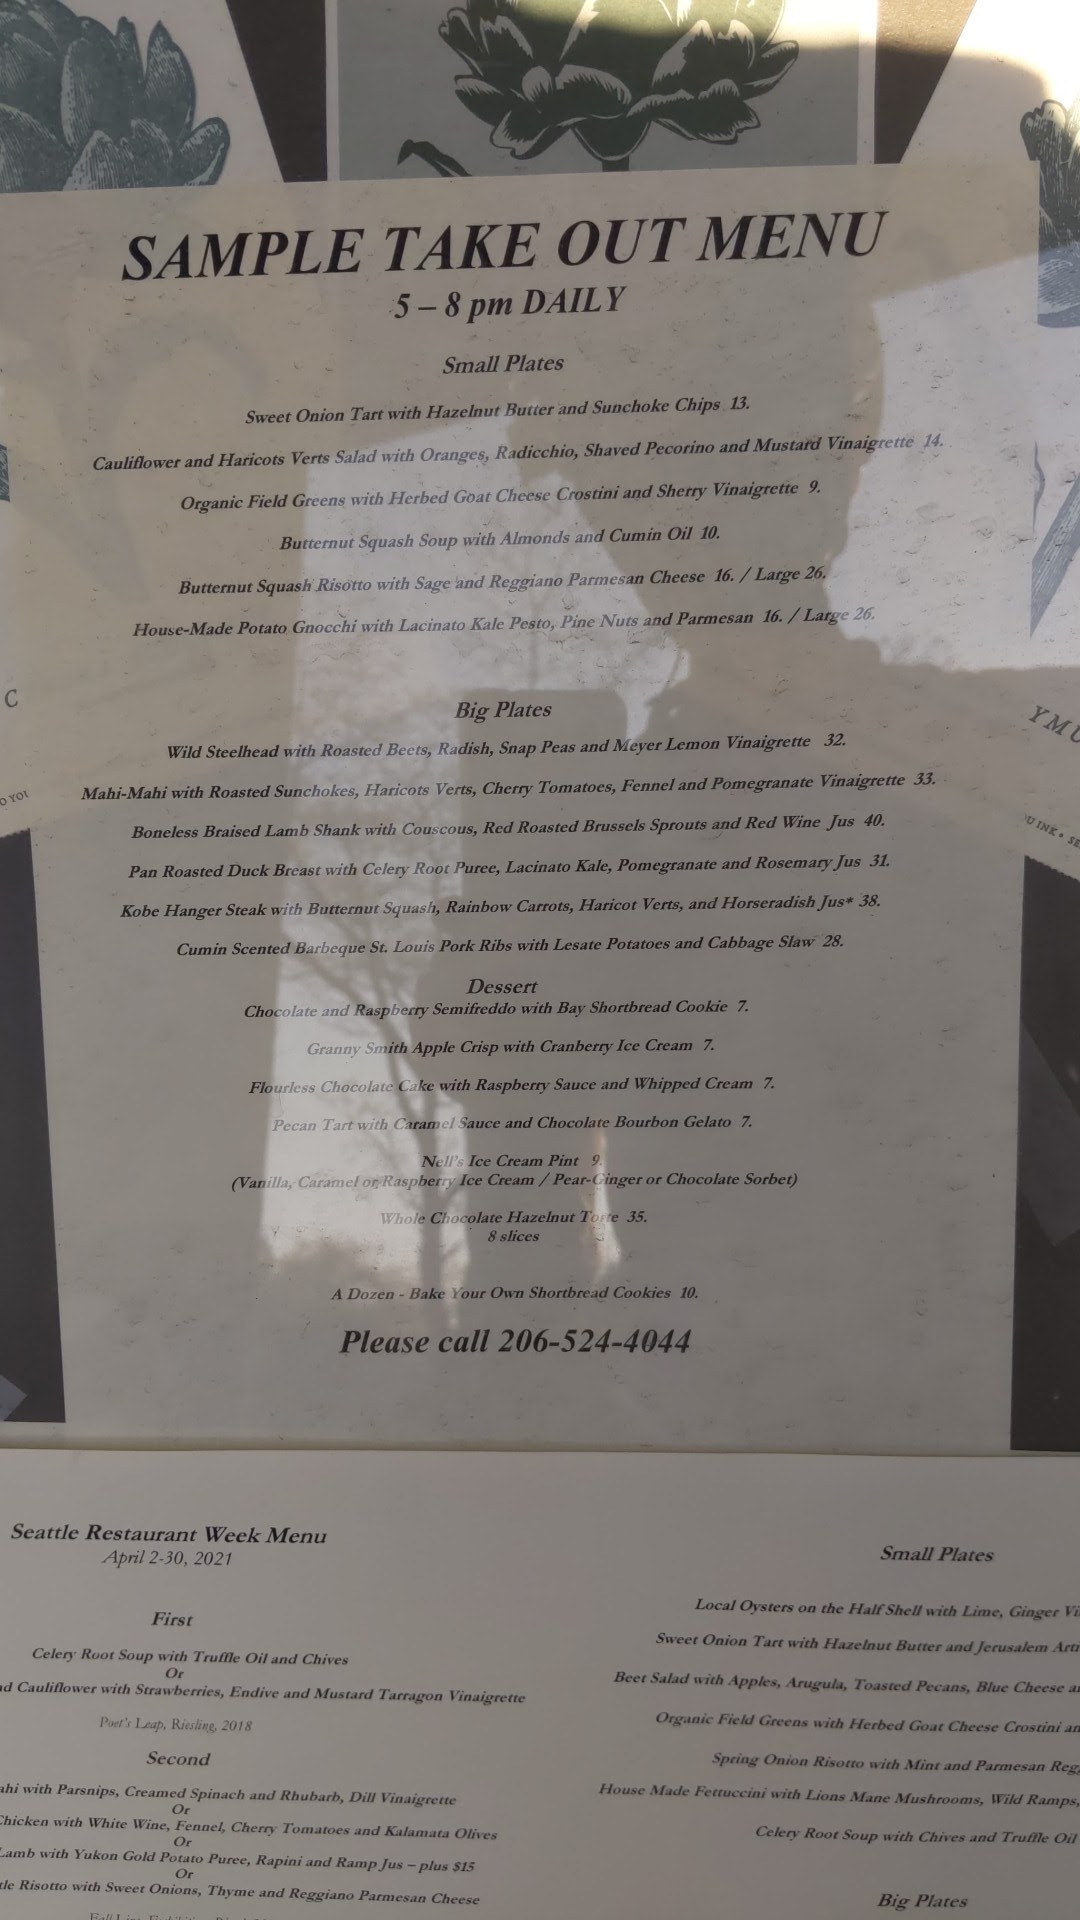 SAMPLE TAKE OUT MENU
5 – 8 pm DAILY
Small Plates
Sweet Onion Tart with Hazelnut Butter and Sunchoke Chips 13.
Cauliflower and Haricots Verts Salad with Oranges, Radicchio, Shaved Pecorino and Mustard Vinaigrette 14.
Organic Field Greens with Herbed Goat Cheese Crostini and Sherry Vinaigrette 9.
Butternut Squash Soup with Almonds and Cumin Oil 10.
Butternut Squash Risotto with Sage and Reggiano Parmesan Cheese 16. / Large 26.
House-Made Potato Gnocchi with Lacinato Kale Pesto, Pine Nuts and Parmesan 16. / Large 26.
C
YMU
O YOU
U INK • SE
Big Plates
Wild Steelhead with Roasted Beets, Radish, Snap Peas and Meyer Lemon Vinaigrette 32.
Mahi-Mahi with Roasted Sunchokes, Haricots Verts, Cherry Tomatoes, Fennel and Pomegranate Vinaigrette 33.
Boneless Braised Lamb Shank with Couscous, Red Roasted Brussels Sprouts and Red Wine Jus 40.
Pan Roasted Duck Breast with Celery Root Puree, Lacinato Kale, Pomegranate and Rosemary Jus 31.
Kobe Hanger Steak with Butternut Squash, Rainbow Carrots, Haricot Verts, and Horseradish Jus* 38.
Cumin Scented Barbeque St. Louis Pork Ribs with Lesate Potatoes and Cabbage Slaw 28.
Dessert
Chocolate and Raspberry Semifreddo with Bay Shortbread Cookie 7.
Granny Smith Apple Crisp with Cranberry Ice Cream 7.
Flourless Chocolate Cake with Raspberry Sauce and Whipped Cream 7.
Pecan Tart with Caramel Sauce and Chocolate Bourbon Gelato 7.
Nell's Ice Cream Pint 9.
(Vanilla, Caramel or Raspberry Ice Cream / Pear-Ginger or Chocolate Sorbet)
Whole Chocolate Hazelnut Torte 35.
8 slices
A Dozen - Bake Your Own Shortbread Cookies 10.
Please call 206-524-4044
Seattle Restaurant Week Menu
April 2-30, 2021
First
Celery Root Soup with Truffle Oil and Chives
Or
Cauliflower with Strawberries, Endive and Mustard Tarragon Vinaigrette
Poet's Leap, Riesling, 2018
Second
with Parsnips, Creamed Spinach and Rhubarb, Dill Vinaigrette
Or
Chicken with White Wine, Fennel, Cherry Tomatoes and Kalamata Olives
Or
Lamb with Yukon Gold Potato Puree, Rapini and Ramp Jus – plus $15
Or
Risotto with Sweet Onions, Thyme and Reggiano Parmesan Cheese
Small Plates
Local Oysters on the Half Shell with Lime, Ginger
Sweet Onion Tart with Hazelnut Butter and Jerusalem
Beet Salad with Apples, Arugula, Toasted Pecans, Blue Cheese
Organic Field Greens with Herbed Goat Cheese Crostini
Spring Onion Risotto with Mint and Parmesan
House Made Fettuccini with Lions Mane Mushrooms, Wild Ramps,
Celery Root Soup with Chives and Truffle Oil
Big Plates